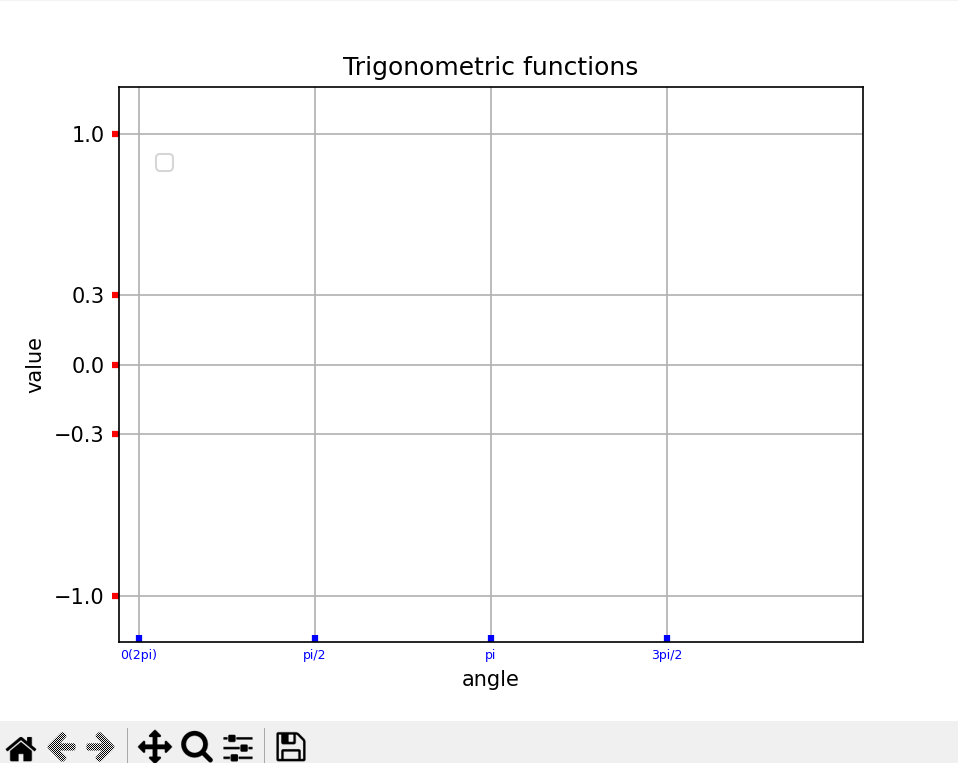 Trigonometric functions
1.0
0.3
0.0
−0.3
−1.0
value
0(2pi) pi/2 pi 3pi/2
angle